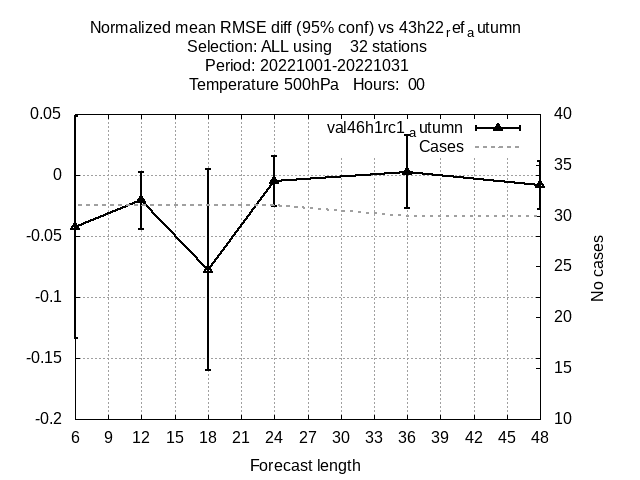 Normalized mean RMSE diff (95% conf) vs 43h22refautumn
Selection: ALL using 32 stations
Period: 20221001-20221031
Temperature 500hPa Hours: 00
val46h1rc1autumn
Cases
0.05
0
-0.05
-0.1
-0.15
-0.2
40
35
30
25
20
15
10
No cases
6 9 12 15 18 21 24 27 30 33 36 39 42 45 48
Forecast length